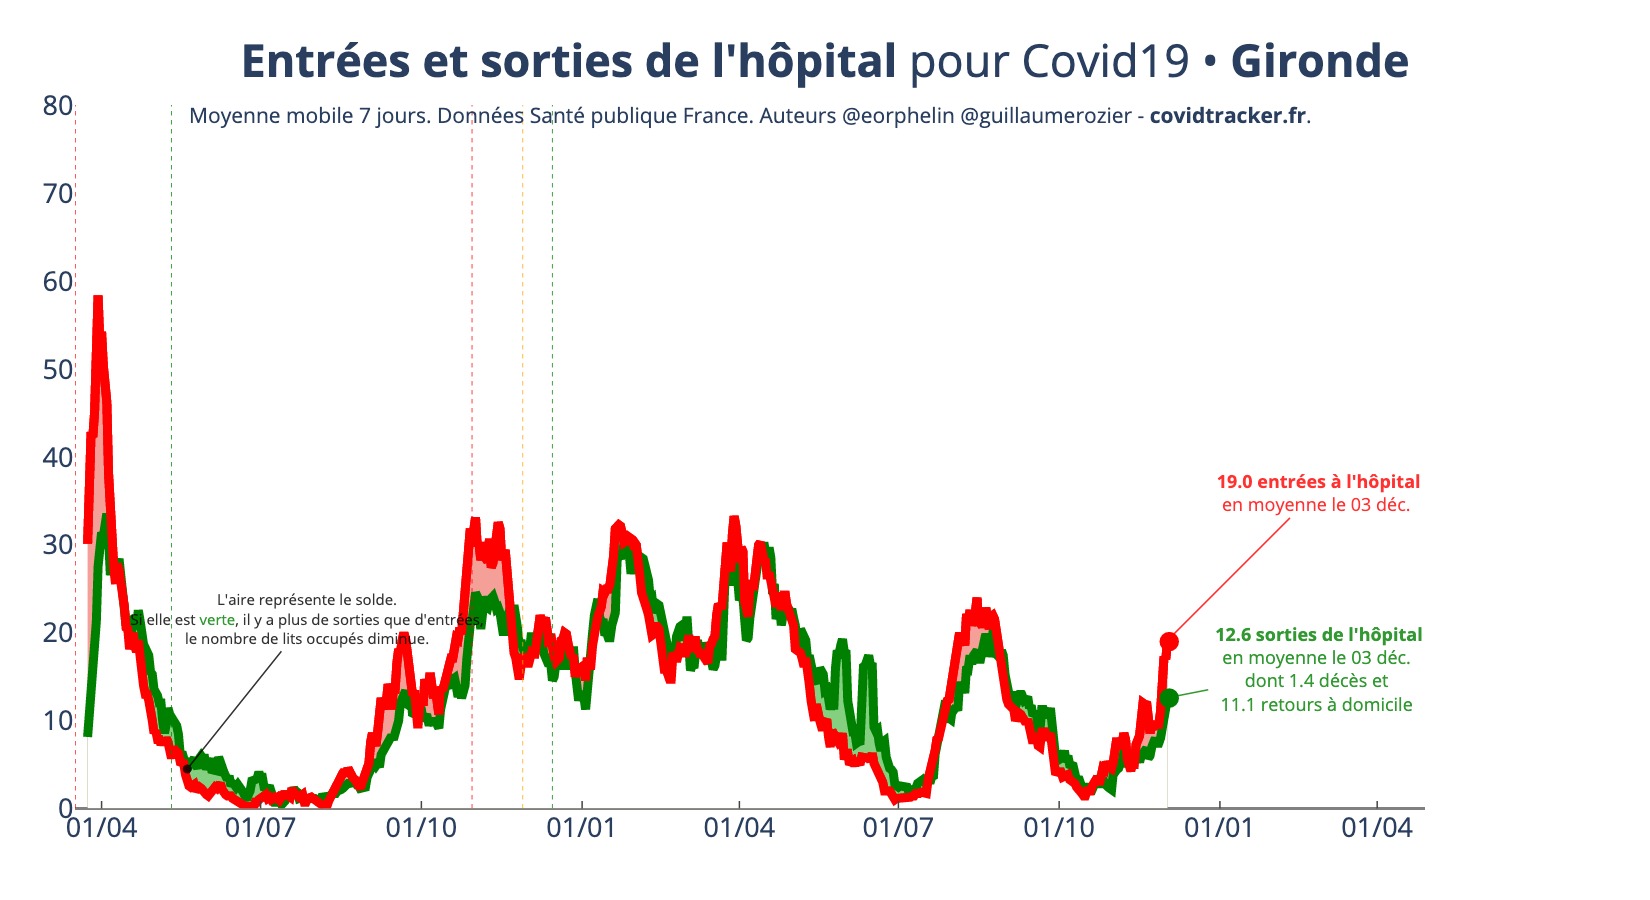 Entrées et sorties de l'hôpital pour Covid19 • Gironde
Moyenne mobile 7 jours. Données Santé publique France. Auteurs @eorphelin @guillaumerozier - covidtracker.fr.
80
70
60
50
40
30
20
10
0
19.0 entrées à l'hôpital
en moyenne le 03 déc.
L'aire représente le solde.
Si elle est verte, il y a plus de sorties que d'entrées,
le nombre de lits occupés diminue.
12.6 sorties de l'hôpital
en moyenne le 03 déc.
dont 1.4 décès et
11.1 retours à domicile
01/04 01/07 01/10 01/01 01/04 01/07 01/10 01/01 01/04